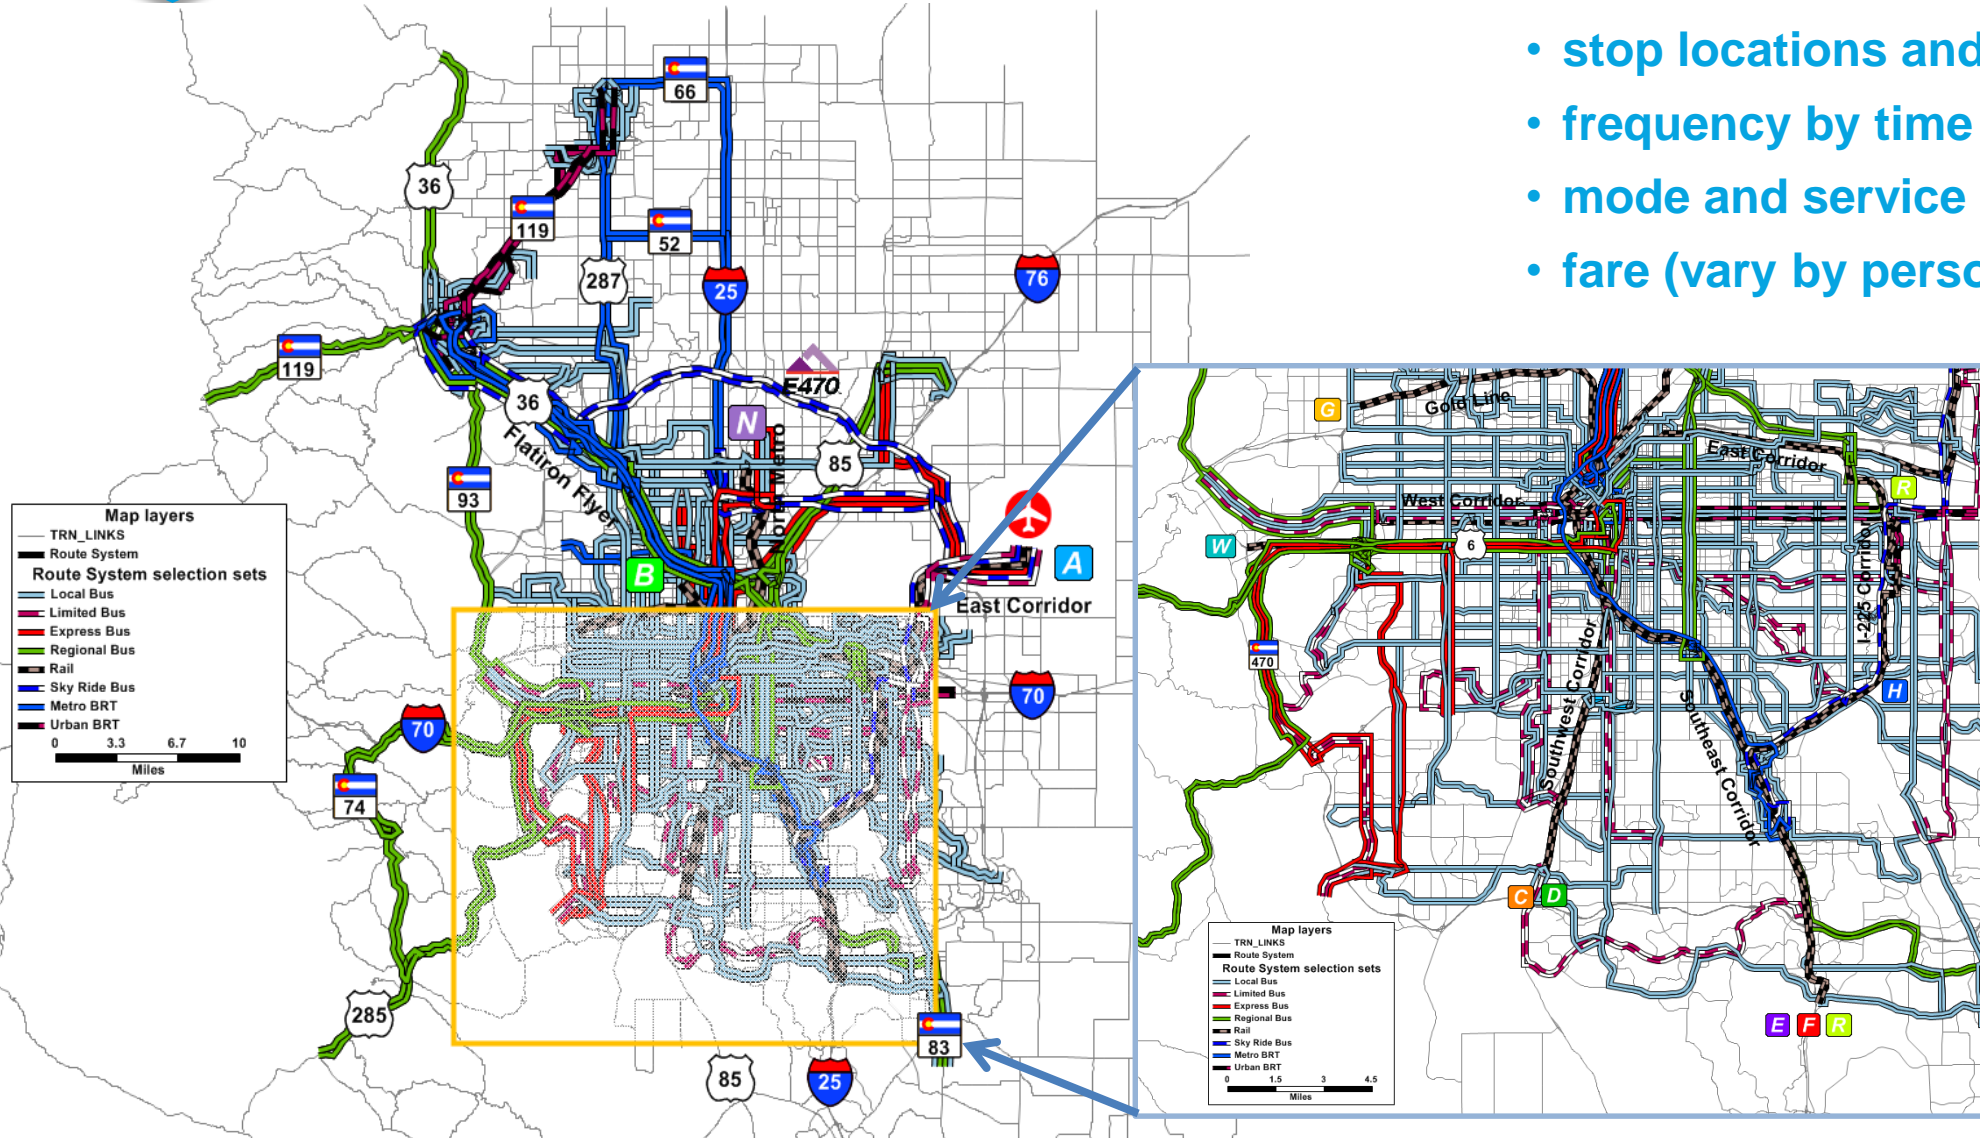 • stop locations and
• frequency by time
• mode and service
• fare (vary by perso
66
36
119
52
287
25
76
119
E470
36
N
North Metro
85
Flatiron Flyer
93
B
A
East Corridor
70
70
74
285
83
85
25
Map layers
TRN_LINKS
Route System
Route System selection sets
Local Bus
Limited Bus
Express Bus
Regional Bus
Rail
Sky Ride Bus
Metro BRT
Urban BRT
0 3.3 6.7 10
Miles
G
Gold Line
East Corridor
R
West Corridor
W
6
I-225 Corridor
470
H
Southwest Corridor
Southeast Corridor
C D
E F R
Map layers
TRN_LINKS
Route System
Route System selection sets
Local Bus
Limited Bus
Express Bus
Regional Bus
Rail
Sky Ride Bus
Metro BRT
Urban BRT
0 1.5 3 4.5
Miles